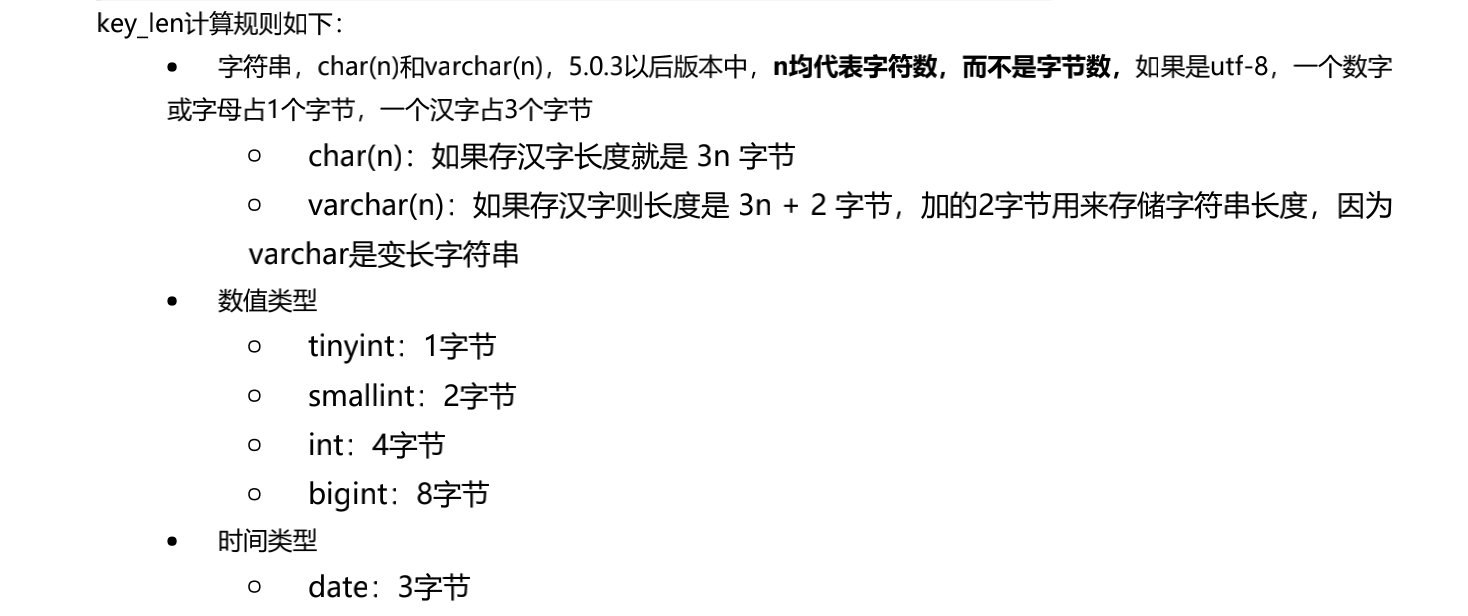 key_len计算规则如下：
• 字符串，char(n)和varchar(n)，5.0.3以后版本中，n均代表字符数，而不是字节数，如果是utf-8，一个数字
或字母占1个字节，一个汉字占3个字节
○ char(n)：如果存汉字长度就是 3n 字节
○ varchar(n)：如果存汉字则长度是 3n + 2 字节，加的2字节用来存储字符串长度，因为
varchar是变长字符串
• 数值类型
○ tinyint：1字节
○ smallint：2字节
○ int：4字节
○ bigint：8字节
• 时间类型
○ date：3字节